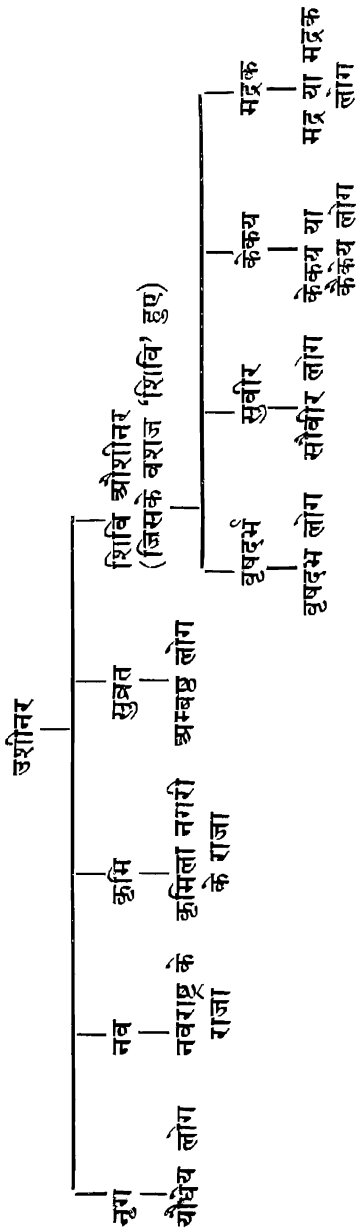 उशीनर
नृग
यौधेय लोग
नव
नवराष्ट्र के
राजा
कृमि
कृमिला नगरी
के राजा
सुव्रत
अम्बष्ठ लोग
शिवि औशीनर
(जिसके वंशज 'शिवि' हुए)
वृषदर्भ
वृषदर्भ लोग
सुवीर
सौवीर लोग
केकय
केकय या
कैकय लोग
मद्रक
मद्र या मद्रक
लोग